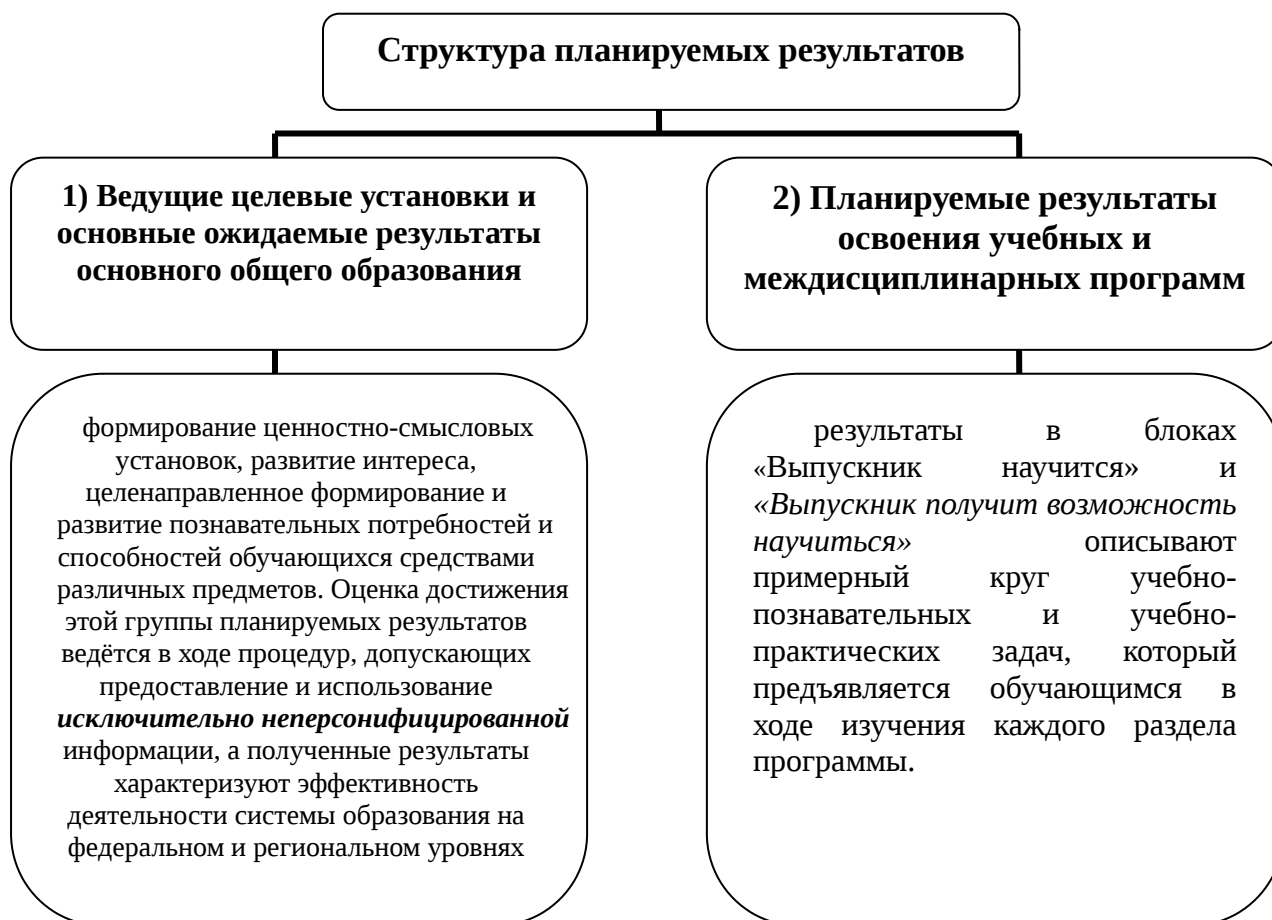 Структура планируемых результатов
1) Ведущие целевые установки и
основные ожидаемые результаты
основного общего образования
2) Планируемые результаты
освоения учебных и
междисциплинарных программ
формирование ценностно-смысловых
установок, развитие интереса,
целенаправленное формирование и
развитие познавательных потребностей и
способностей обучающихся средствами
различных предметов. Оценка достижения
этой группы планируемых результатов
ведётся в ходе процедур, допускающих
предоставление и использование
исключительно неперсонифицированной
информации, а полученные результаты
характеризуют эффективность
деятельности системы образования на
федеральном и региональном уровнях
результаты в блоках
«Выпускник научится» и
«Выпускник получит возможность
научиться» описывают
примерный круг учебно-
познавательных и учебно-
практических задач, который
предъявляется обучающимся в
ходе изучения каждого раздела
программы.